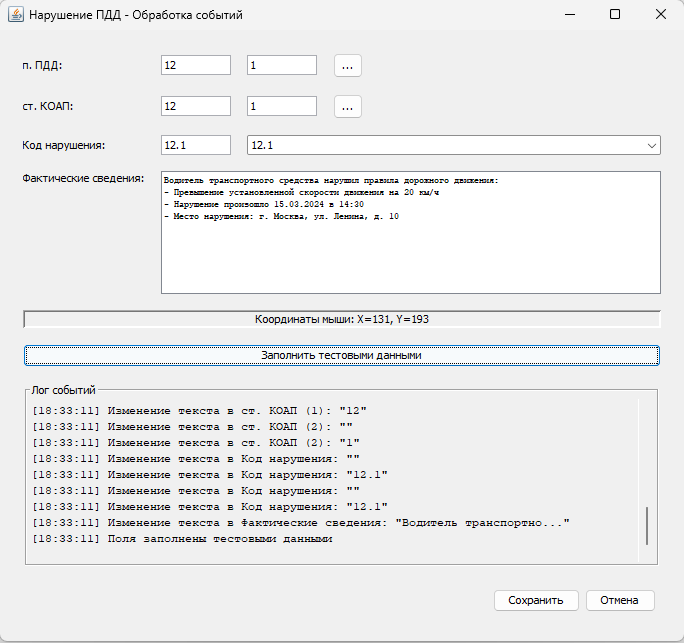 Нарушение ПДД - Обработка событий
п. ПДД: 12 1 ...
ст. КОАП: 12 1 ...
Код нарушения: 12.1 12.1
Фактические сведения:
Водитель транспортного средства нарушил правила дорожного движения:
- Превышение установленной скорости движения на 20 км/ч
- Нарушение произошло 15.03.2024 в 14:30
- Место нарушения: г. Москва, ул. Ленина, д. 10
Координаты мыши: X=131, Y=193
Заполнить тестовыми данными
Лог событий
[18:33:11] Изменение текста в ст. КОАП (1): "12"
[18:33:11] Изменение текста в ст. КОАП (2): ""
[18:33:11] Изменение текста в ст. КОАП (2): "1"
[18:33:11] Изменение текста в Код нарушения: ""
[18:33:11] Изменение текста в Код нарушения: "12.1"
[18:33:11] Изменение текста в Код нарушения: ""
[18:33:11] Изменение текста в Код нарушения: "12.1"
[18:33:11] Изменение текста в Фактические сведения: "Водитель транспортно..."
[18:33:11] Поля заполнены тестовыми данными
Сохранить Отмена